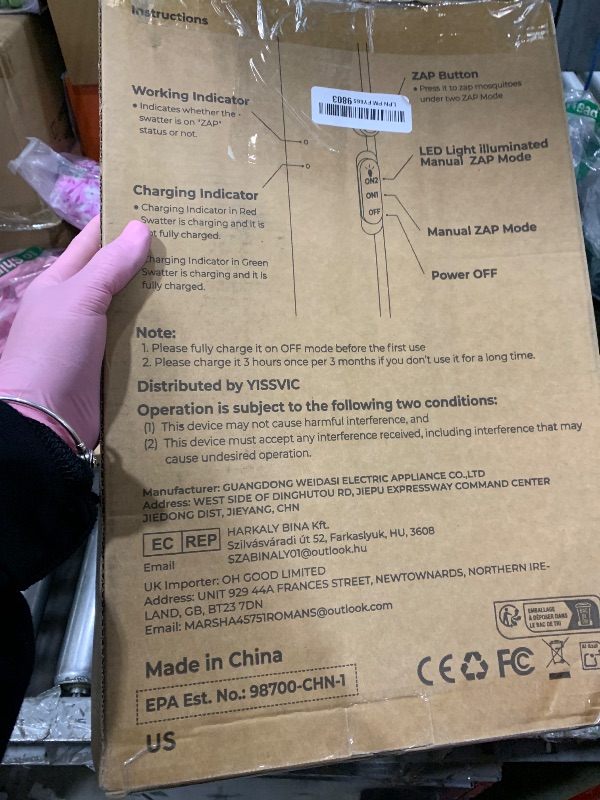 Instructions
Working Indicator
• Indicates whether the
swatter is on "ZAP"
status or not.
Charging Indicator
• Charging Indicator in Red
Swatter is charging and it is
not fully charged.
Charging Indicator in Green
Swatter is charging and it is
fully charged.
9803
ZAP Button
• Press it to zap mosquitoes
under two ZAP Mode
LED Light illuminated
Manual ZAP Mode
ON2
ON1
OFF
Manual ZAP Mode
Power OFF
Note:
1. Please fully charge it on OFF mode before the first use
2. Please charge it 3 hours once per 3 months if you don't use it for a long time.
Distributed by YISSVIC
Operation is subject to the following two conditions:
(1) This device may not cause harmful interference, and
(2) This device must accept any interference received, including interference that may
cause undesired operation.
Manufacturer: GUANGDONG WEIDASI ELECTRIC APPLIANCE CO.,LTD
Address: WEST SIDE OF DINGHUTOU RD, JIEPU EXPRESSWAY COMMAND CENTER
JIEDONG DIST, JIEYANG, CHN
EC REP
HARKALY BINA Kft.
Szilvásváradi út 52, Farkaslyuk, HU, 3608
Email SZABINALY01@outlook.hu
UK Importer: OH GOOD LIMITED
Address: UNIT 929 44A FRANCES STREET, NEWTOWNARDS, NORTHERN IRE-
LAND, GB, BT23 7DN
Email: MARSHA45751ROMANS@outlook.com
EMBALLAGE
À DÉPOSER DANS
LE BAC DE TRI
Made in China
CE FC
EPA Est. No.: 98700-CHN-1
US